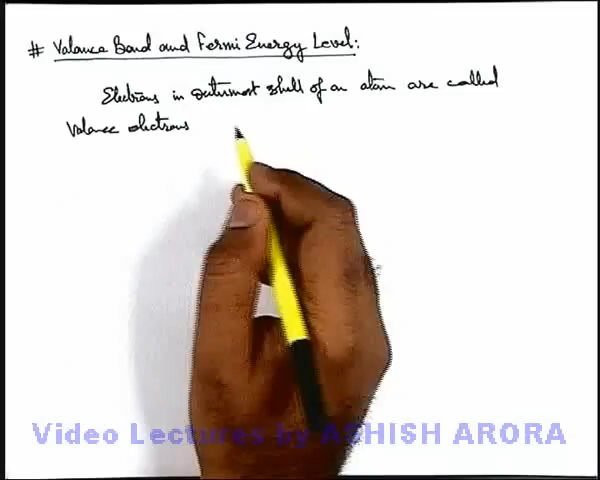 # Valance Band and Fermi Energy Level:
Electrons in outermost shell of an atom are called
Valance electrons
Video Lectures by ASHISH ARORA